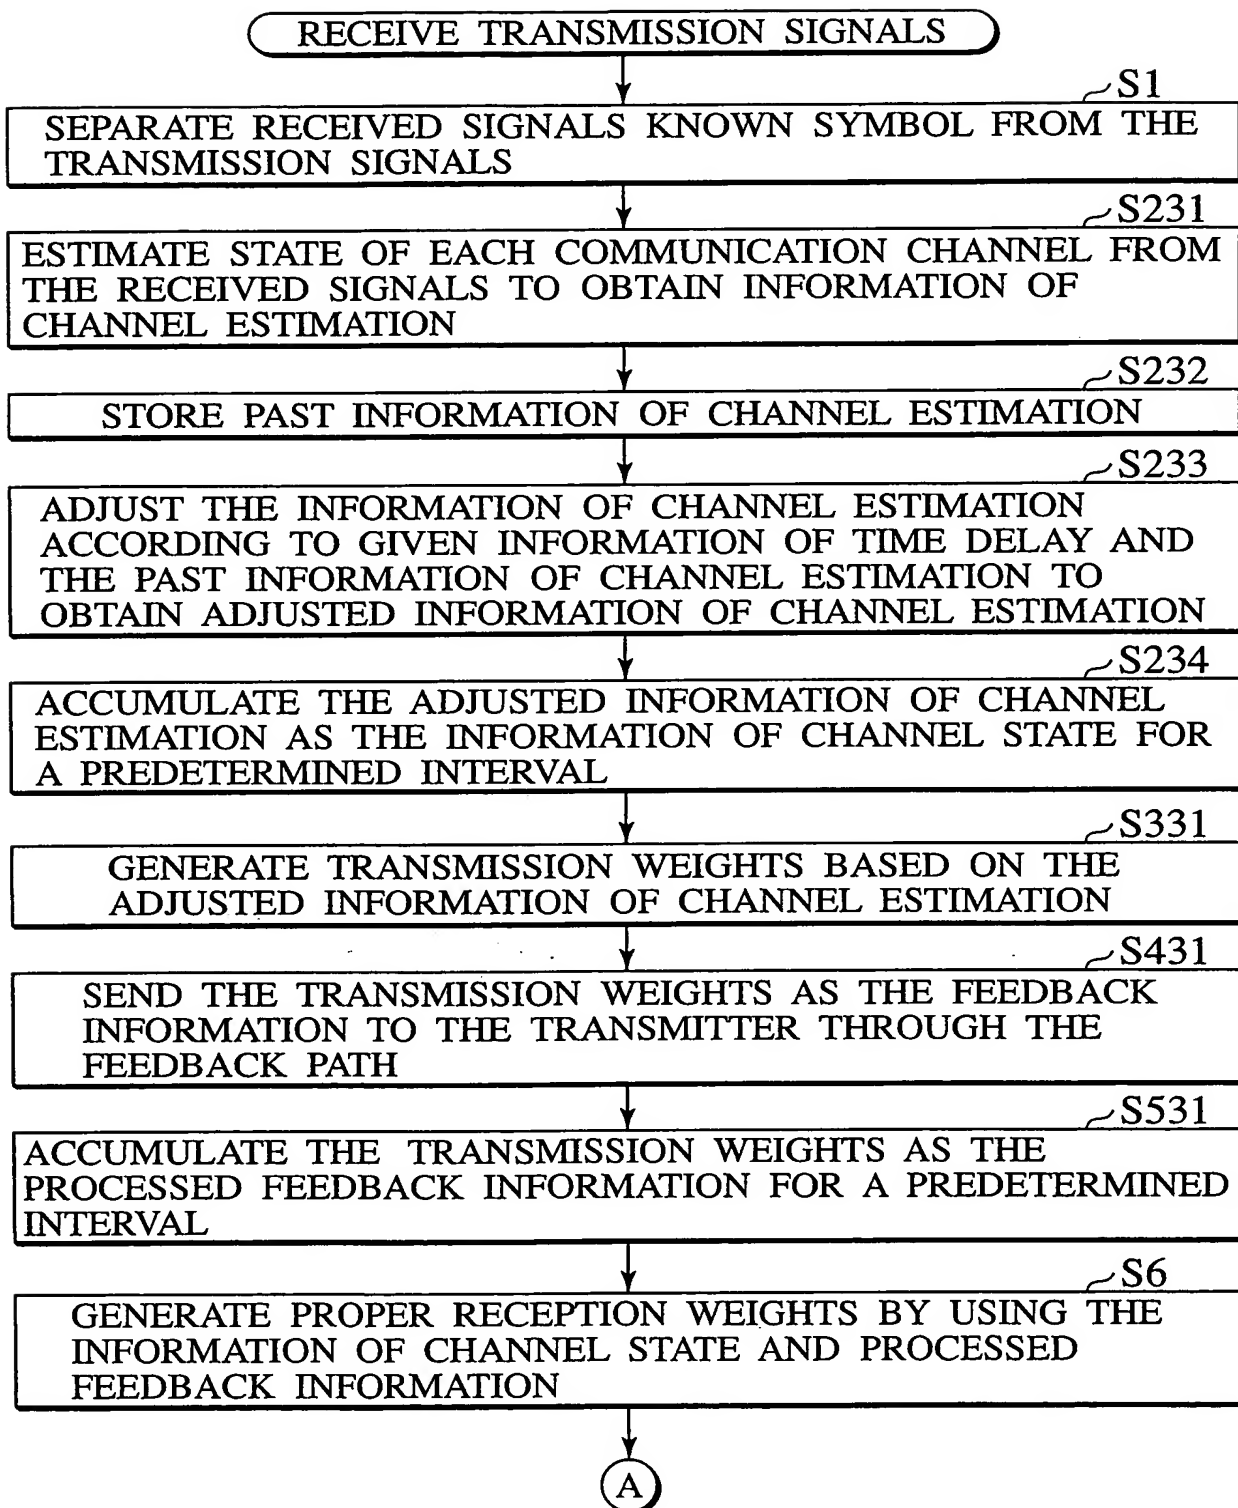 RECEIVE TRANSMISSION SIGNALS
S1
SEPARATE RECEIVED SIGNALS KNOWN SYMBOL FROM THE
TRANSMISSION SIGNALS
S231
ESTIMATE STATE OF EACH COMMUNICATION CHANNEL FROM
THE RECEIVED SIGNALS TO OBTAIN INFORMATION OF
CHANNEL ESTIMATION
S232
STORE PAST INFORMATION OF CHANNEL ESTIMATION
S233
ADJUST THE INFORMATION OF CHANNEL ESTIMATION
ACCORDING TO GIVEN INFORMATION OF TIME DELAY AND
THE PAST INFORMATION OF CHANNEL ESTIMATION TO
OBTAIN ADJUSTED INFORMATION OF CHANNEL ESTIMATION
S234
ACCUMULATE THE ADJUSTED INFORMATION OF CHANNEL
ESTIMATION AS THE INFORMATION OF CHANNEL STATE FOR
A PREDETERMINED INTERVAL
S331
GENERATE TRANSMISSION WEIGHTS BASED ON THE
ADJUSTED INFORMATION OF CHANNEL ESTIMATION
S431
SEND THE TRANSMISSION WEIGHTS AS THE FEEDBACK
INFORMATION TO THE TRANSMITTER THROUGH THE
FEEDBACK PATH
S531
ACCUMULATE THE TRANSMISSION WEIGHTS AS THE
PROCESSED FEEDBACK INFORMATION FOR A PREDETERMINED
INTERVAL
S6
GENERATE PROPER RECEPTION WEIGHTS BY USING THE
INFORMATION OF CHANNEL STATE AND PROCESSED
FEEDBACK INFORMATION
A